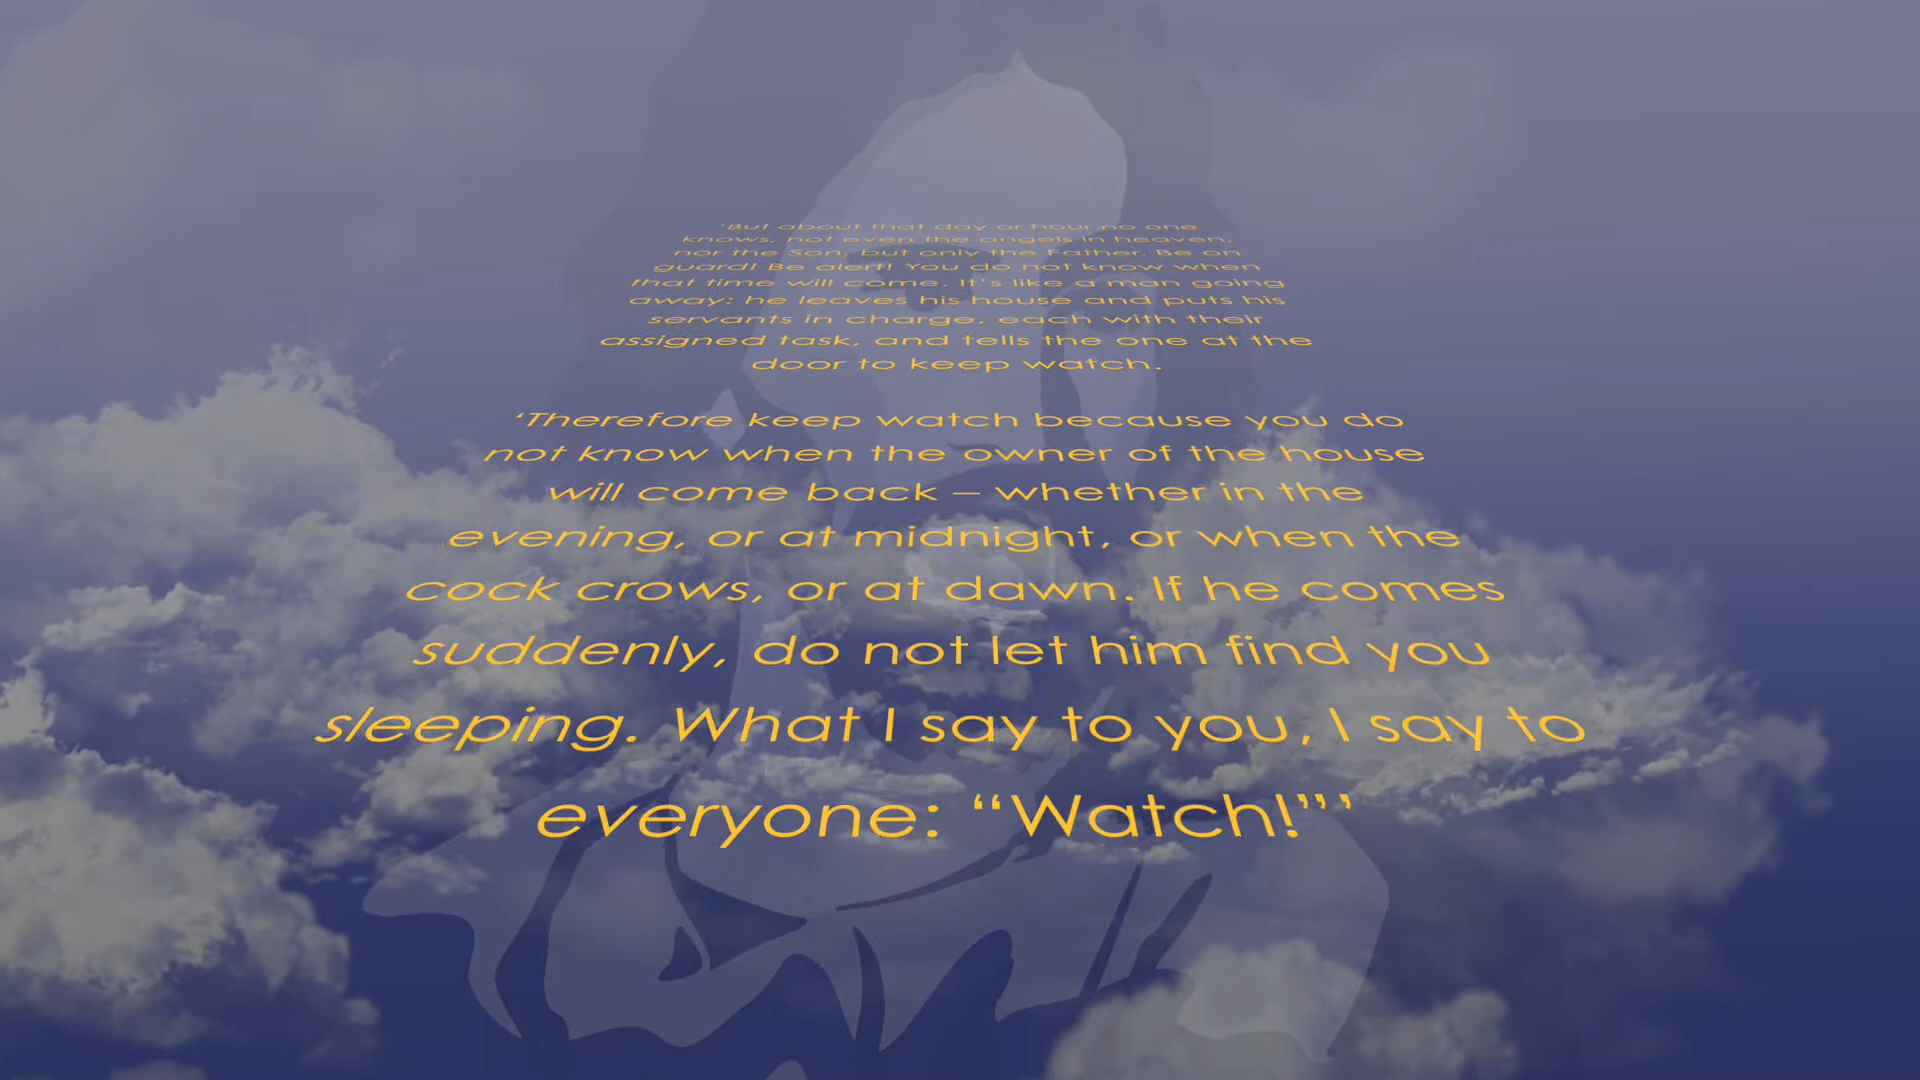 'But about that day or hour no one
knows, not even the angels in heaven,
nor the Son, but only the Father. Be on
guard! Be alert! You do not know when
that time will come. It's like a man going
away: he leaves his house and puts his
servants in charge, each with their
assigned task, and tells the one at the
door to keep watch.
‘Therefore keep watch because you do
not know when the owner of the house
will come back – whether in the
evening, or at midnight, or when the
cock crows, or at dawn. If he comes
suddenly, do not let him find you
sleeping. What I say to you, I say to
everyone: “Watch!”’